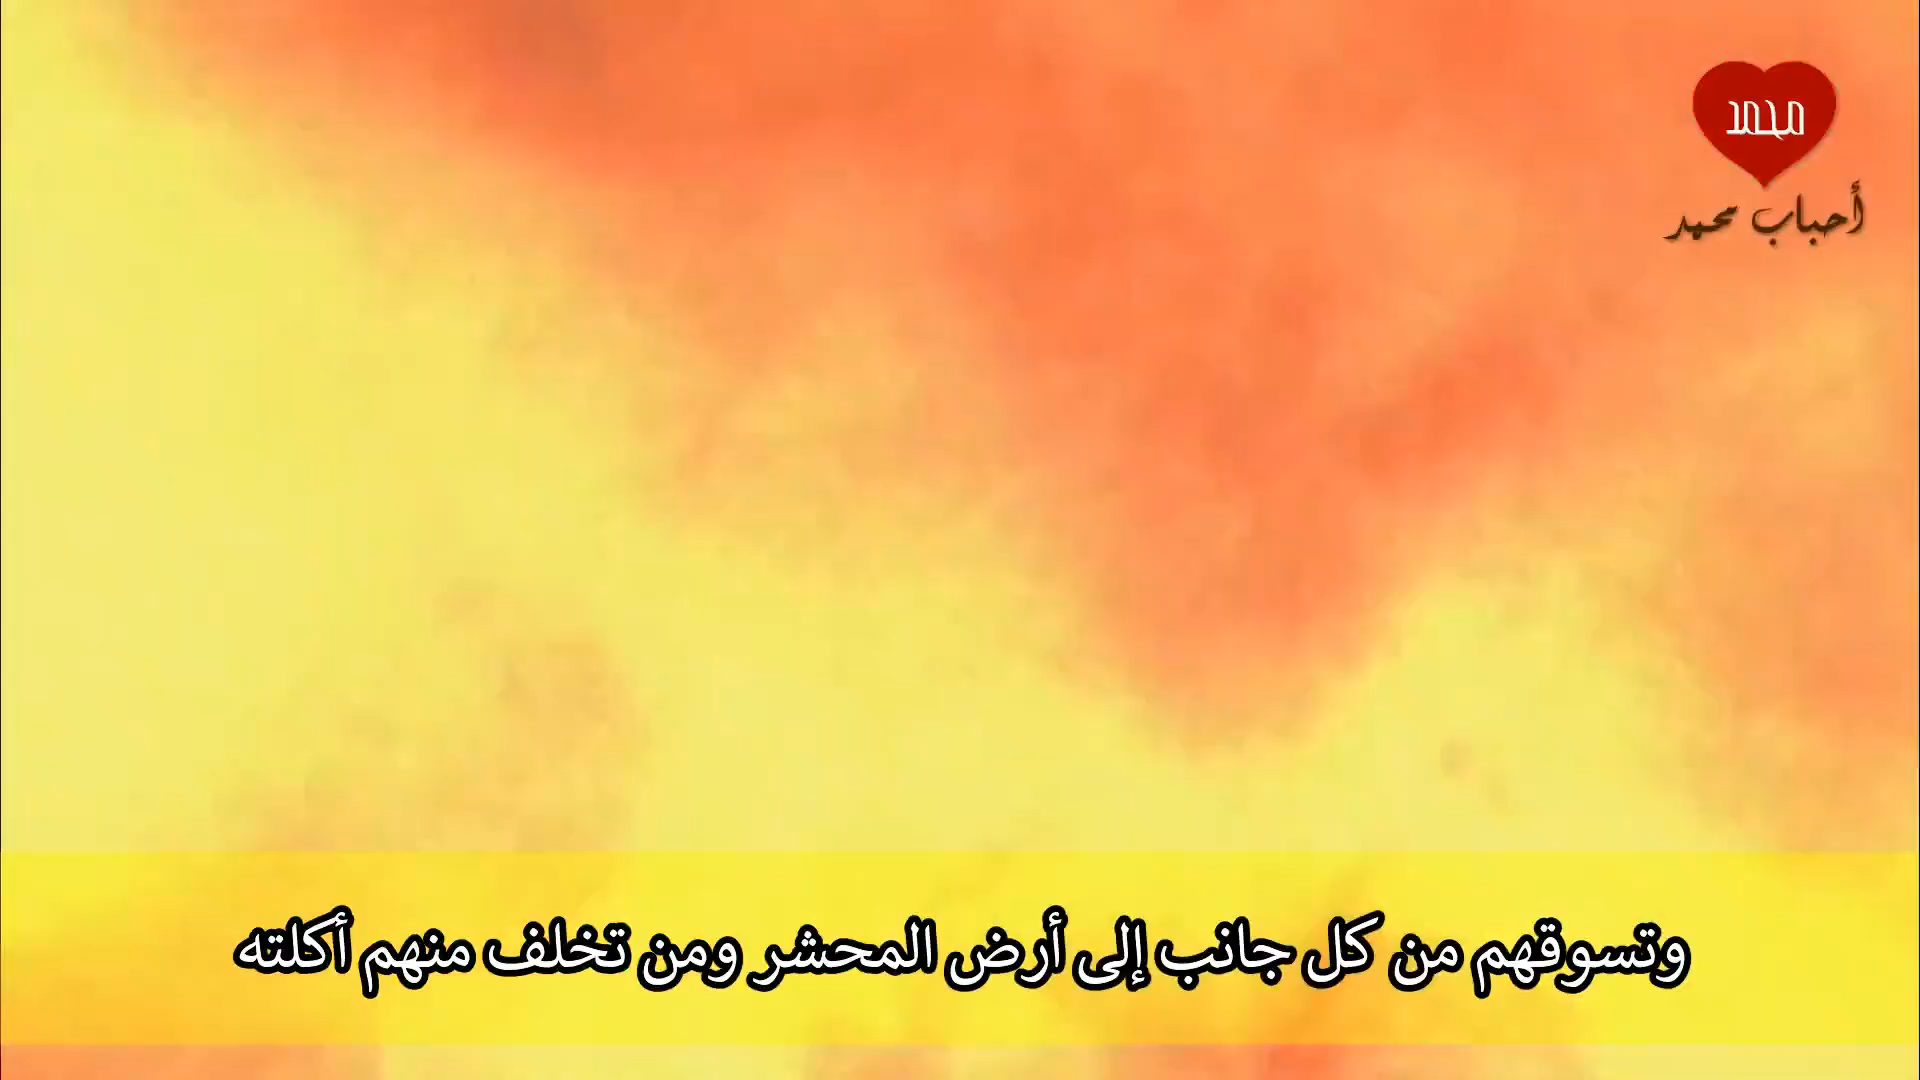 محمد
أحباب محمد
وتسوقهم من كل جانب إلى أرض المحشر ومن تخلف منهم أكلته